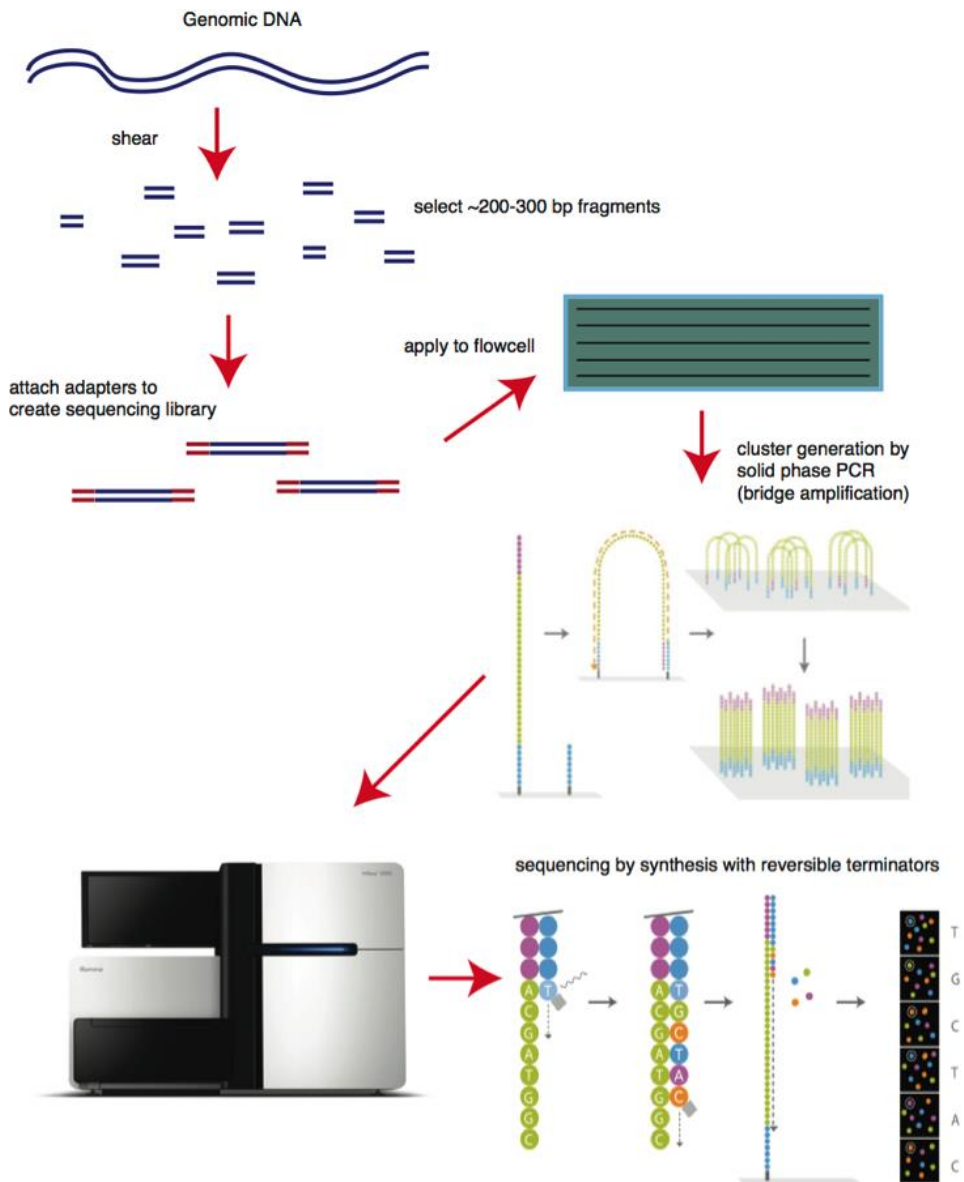 Genomic DNA
shear
select ~200-300 bp fragments
apply to flowcell
attach adapters to
create sequencing library
cluster generation by
solid phase PCR
(bridge amplification)
sequencing by synthesis with reversible terminators
illumina
A T
C
G
A
T
G
G
C
A T
C G
G C
A T
T A
G C
G
C
T
G
C
T
A
C